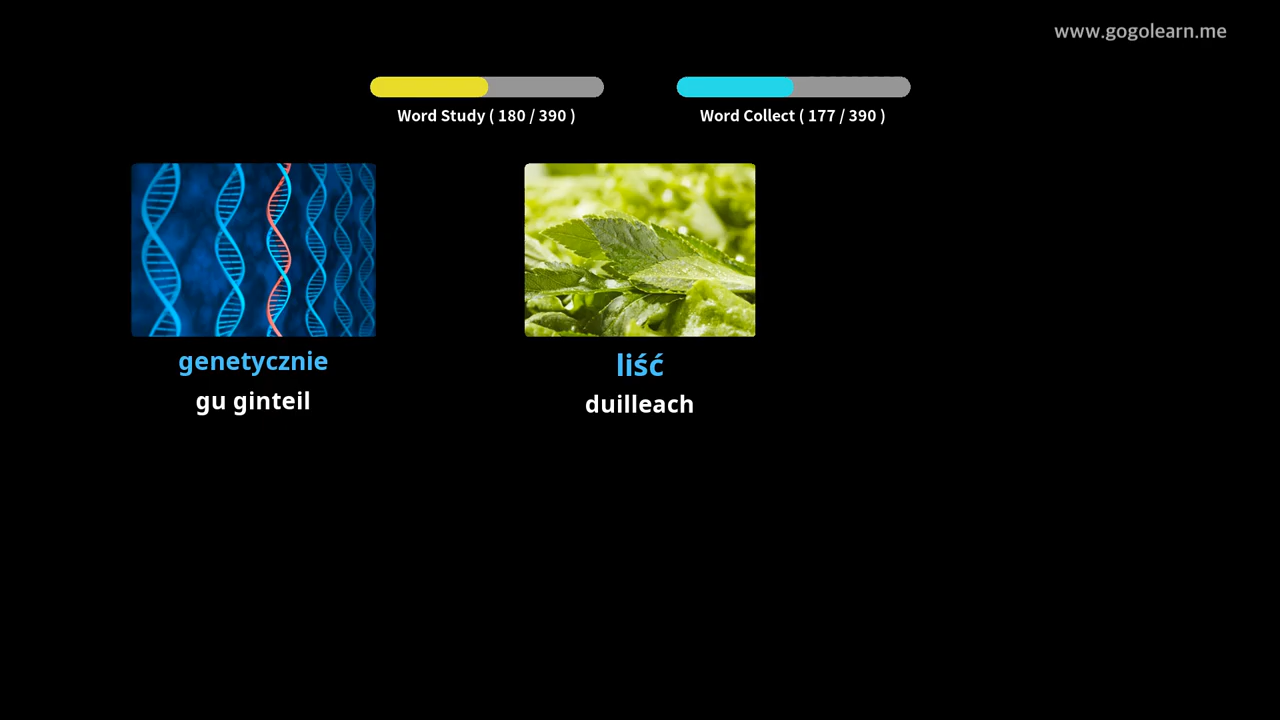 www.gogolearn.me
Word Study ( 180 / 390 )
Word Collect ( 177 / 390 )
genetycznie
gu ginteil
liść
duilleach